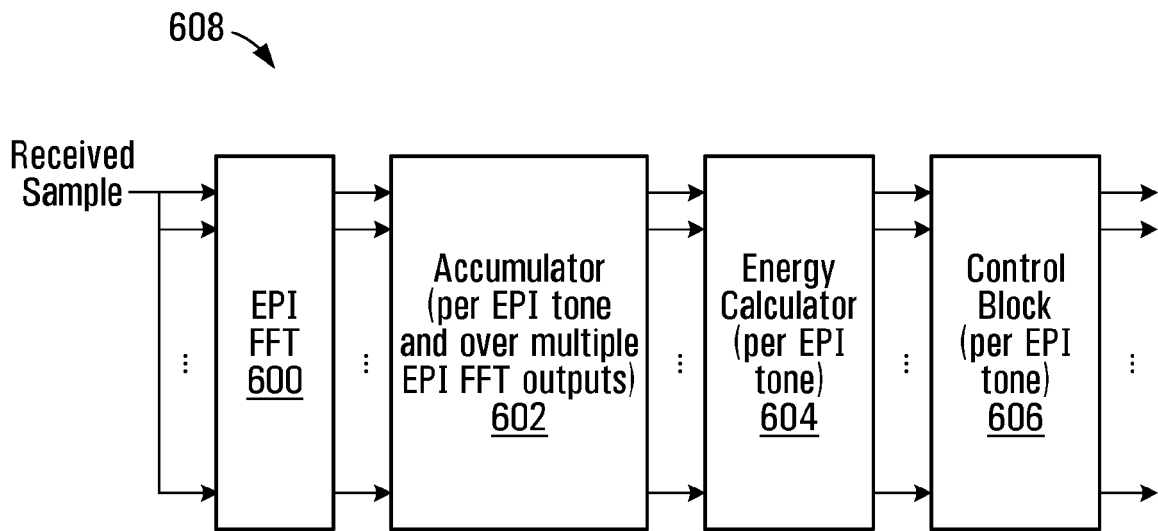 608
Received
Sample
EPI
FFT
600
Accumulator
(per EPI tone
and over multiple
EPI FFT outputs)
602
Energy
Calculator
(per EPI
tone)
604
Control
Block
(per EPI
tone)
606